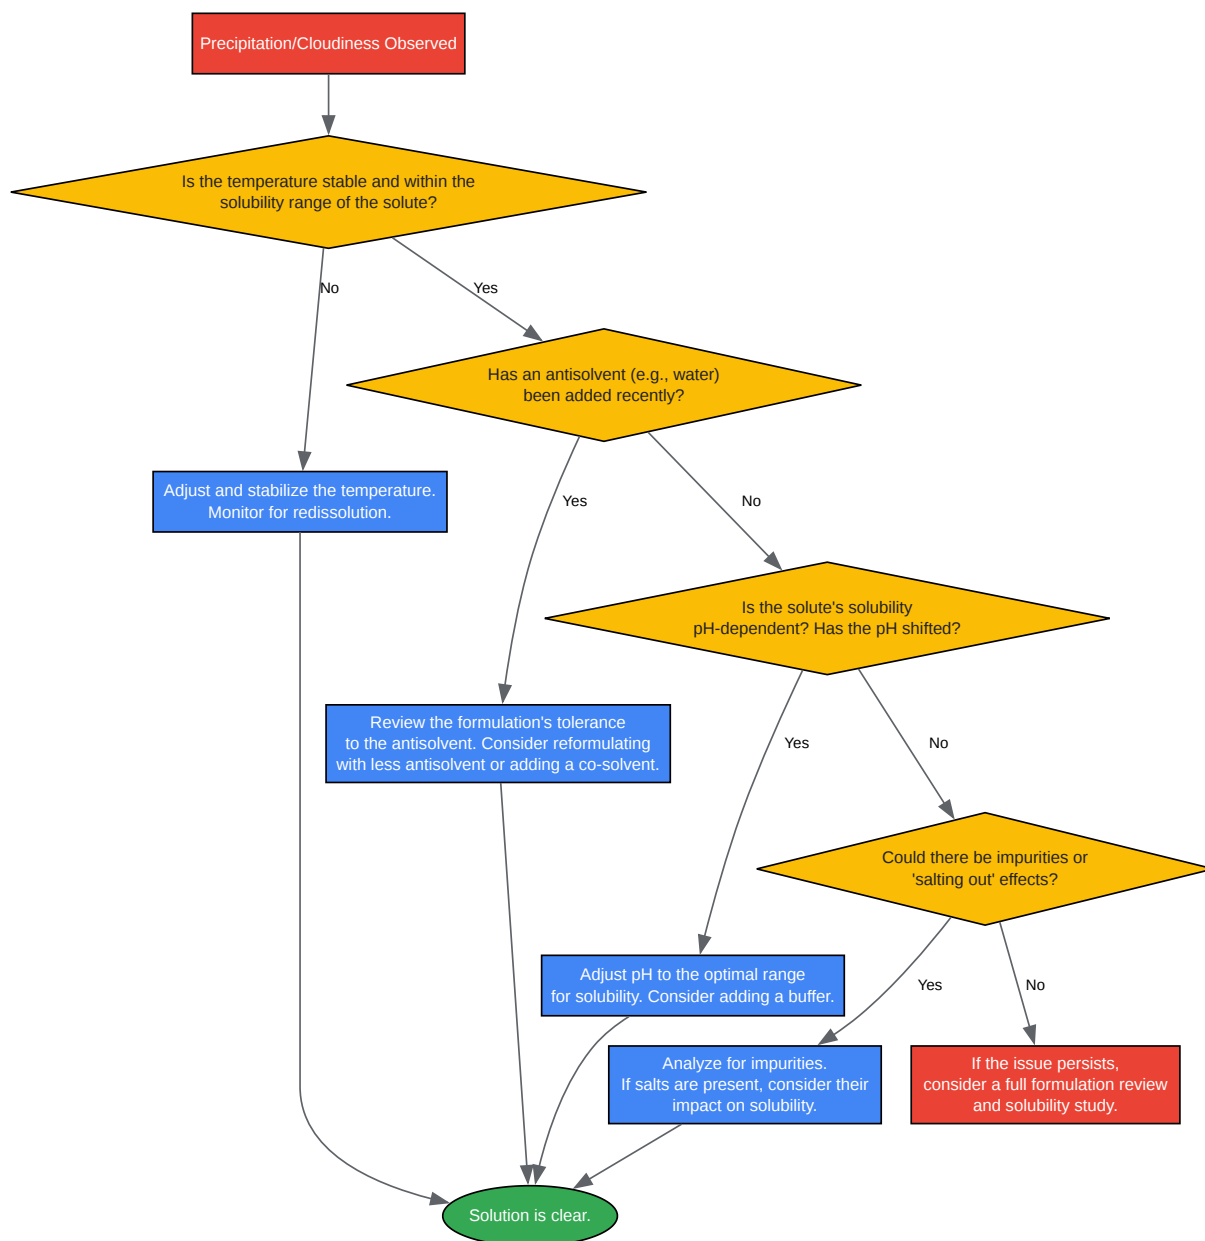 Precipitation/Cloudiness Observed
Is the temperature stable and within the
solubility range of the solute?
No
Yes
Has an antisolvent (e.g., water)
been added recently?
Adjust and stabilize the temperature.
Monitor for redissolution.
Yes
No
Is the solute's solubility
pH-dependent? Has the pH shifted?
Review the formulation's tolerance
to the antisolvent. Consider reformulating
with less antisolvent or adding a co-solvent.
Yes
No
Could there be impurities or
'salting out' effects?
Adjust pH to the optimal range
for solubility. Consider adding a buffer.
Yes
No
Analyze for impurities.
If salts are present, consider their
impact on solubility.
If the issue persists,
consider a full formulation review
and solubility study.
Solution is clear.